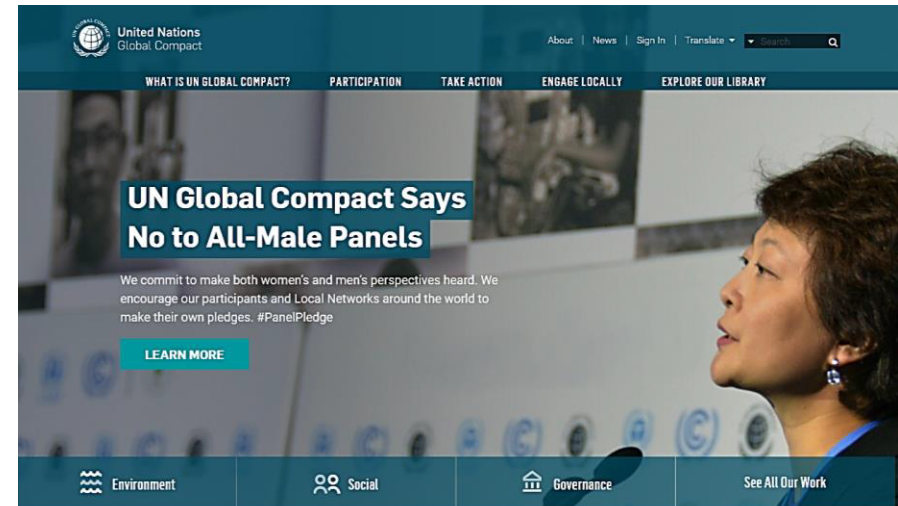 United Nations
Global Compact
About | News | Sign In | Translate
Search
WHAT IS UN GLOBAL COMPACT? PARTICIPATION TAKE ACTION ENGAGE LOCALLY EXPLORE OUR LIBRARY
UN Global Compact Says
No to All-Male Panels
We commit to make both women's and men's perspectives heard. We
encourage our participants and Local Networks around the world to
make their own pledges. #PanelPledge
LEARN MORE
Environment Social Governance See All Our Work